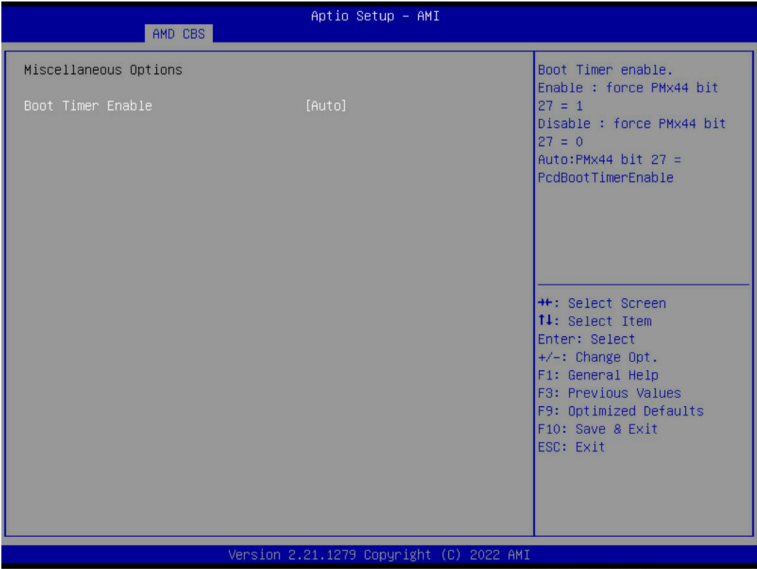 Aptio Setup - AMI
AMD CBS
Miscellaneous Options
Boot Timer Enable [Auto]
Boot Timer enable.
Enable : force PMx44 bit
27 = 1
Disable : force PMx44 bit
27 = 0
Auto:PMx44 bit 27 =
PcdBootTimerEnable
→←: Select Screen
↑↓: Select Item
Enter: Select
+/-: Change Opt.
F1: General Help
F3: Previous Values
F9: Optimized Defaults
F10: Save & Exit
ESC: Exit
Version 2.21.1279 Copyright (C) 2022 AMI